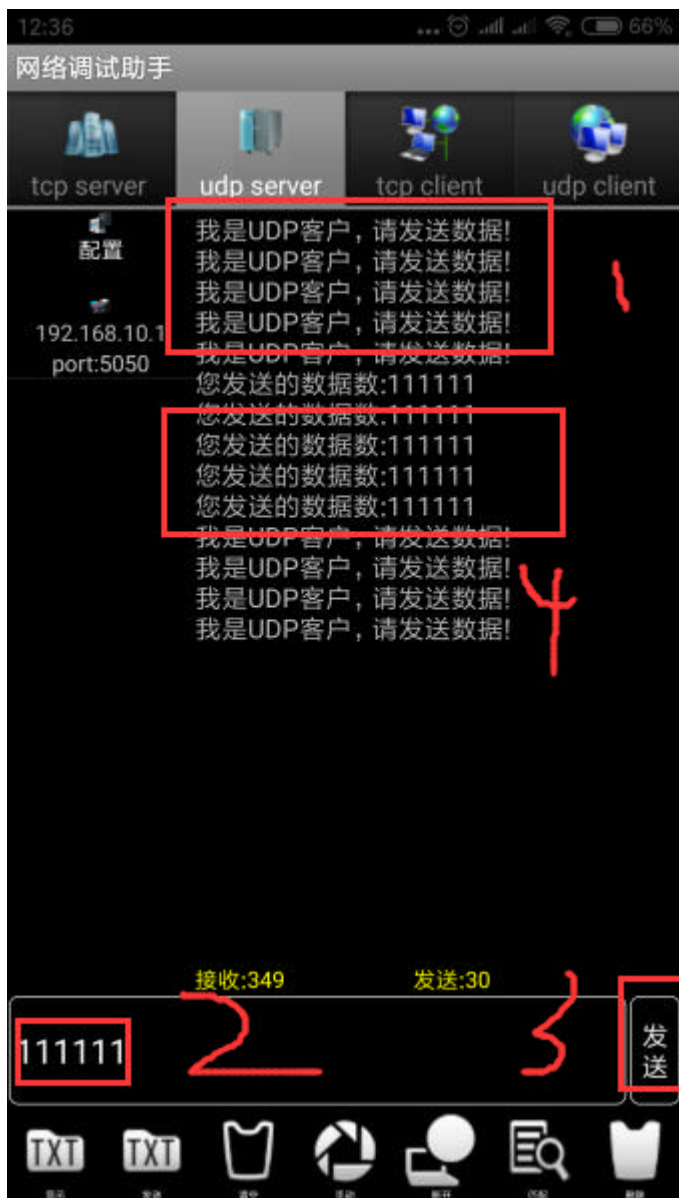 12:36
66%
网络调试助手
tcp server
udp server
tcp client
udp client
配置
192.168.10.1
port:5050
我是UDP客户，请发送数据!
我是UDP客户，请发送数据!
我是UDP客户，请发送数据!
我是UDP客户，请发送数据!
我是UDP客户，请发送数据!
您发送的数据数:111111
您发送的数据数:111111
您发送的数据数:111111
您发送的数据数:111111
您发送的数据数:111111
我是UDP客户，请发送数据!
我是UDP客户，请发送数据!
我是UDP客户，请发送数据!
我是UDP客户，请发送数据!
1
4
接收:349
发送:30
2
3
111111
发送
TXT
TXT